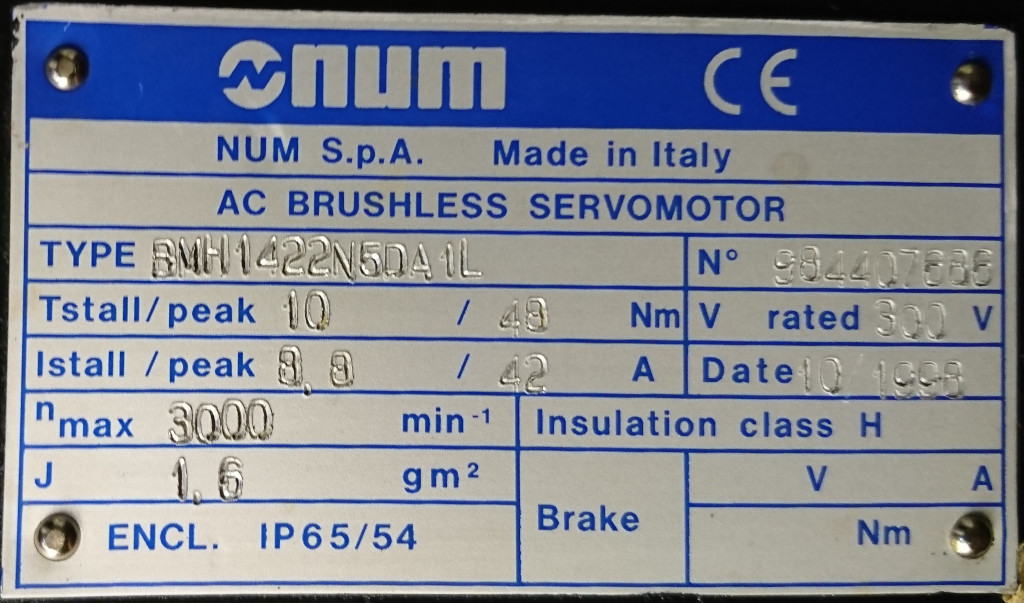 num CE
NUM S.p.A. Made in Italy
AC BRUSHLESS SERVOMOTOR
TYPE BMH1422N5DA1L N° 984407686
Tstall/peak 10 / 48 Nm V rated 300 V
Istall /peak 8,8 / 42 A Date 10/1998
n max 3000 min⁻¹ Insulation class H
J 1,6 gm² V A
ENCL. IP65/54 Brake Nm